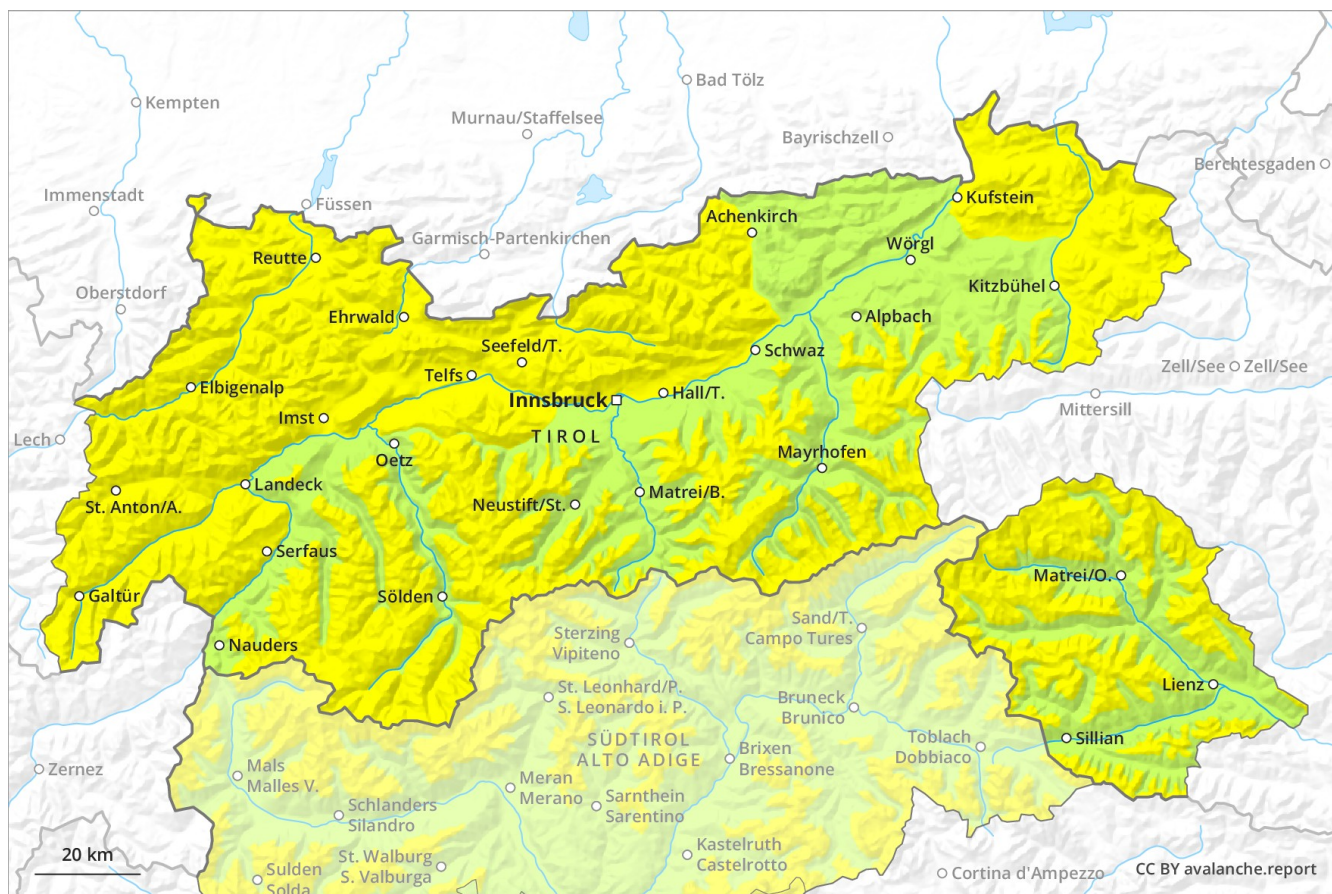 Kempten
Bad Tölz
Murnau/Staffelsee
Bayrischzell
Berchtesgaden
Immenstadt
Füssen
Kufstein
Achenkirch
Garmisch-Partenkirchen
Wörgl
Reutte
Oberstdorf
Kitzbühel
Ehrwald
Alpbach
Seefeld/T.
Schwaz
Zell/See
Zell/See
Telfs
Elbigenalp
Hall/T.
Innsbruck
Mittersill
Imst
TIROL
Lech
Oetz
Mayrhofen
Landeck
St. Anton/A.
Neustift/St.
Matrei/B.
Serfaus
Matrei/O.
Galtür
Sölden
Sand/T.
Campo Tures
Sterzing
Vipiteno
Nauders
Lienz
St. Leonhard/P.
S. Leonardo i. P.
Bruneck
Brunico
SÜDTIROL
ALTO ADIGE
Sillian
Toblach
Dobbiaco
Brixen
Bressanone
Zernez
Mals
Malles V.
Meran
Merano
Sarnthein
Sarentino
Schlanders
Silandro
Kastelruth
Castelrotto
20 km
St. Walburg
S. Valburga
Sulden
Solda
Cortina d'Ampezzo
CC BY avalanche.report